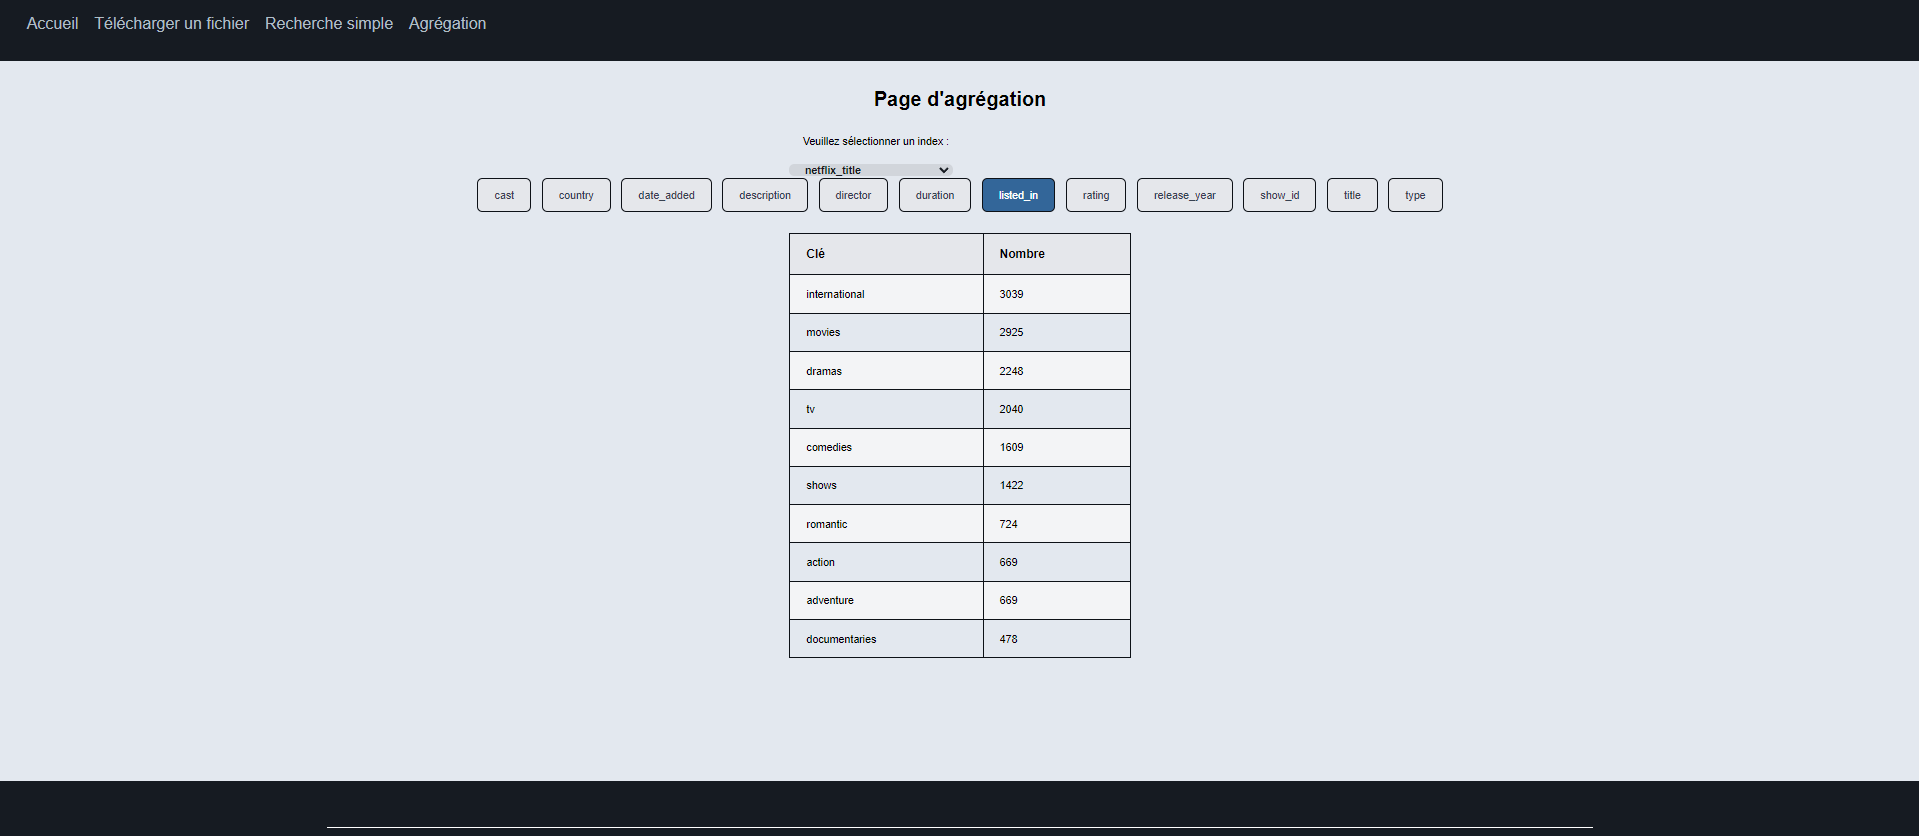 Accueil Télécharger un fichier Recherche simple Agrégation
Page d'agrégation
Veuillez sélectionner un index :
netflix_title
cast country date_added description director duration listed_in rating release_year show_id title type
Clé Nombre
international 3039
movies 2925
dramas 2248
tv 2040
comedies 1609
shows 1422
romantic 724
action 669
adventure 669
documentaries 478